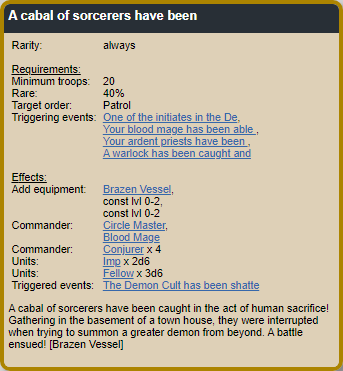 A cabal of sorcerers have been
Rarity: always
Requirements:
Minimum troops: 20
Rare: 40%
Target order: Patrol
Triggering events: One of the initiates in the De,
Your blood mage has been able ,
Your ardent priests have been ,
A warlock has been caught and
Effects:
Add equipment: Brazen Vessel,
const lvl 0-2,
const lvl 0-2
Commander: Circle Master,
Blood Mage
Commander: Conjurer x 4
Units: Imp x 2d6
Units: Fellow x 3d6
Triggered events: The Demon Cult has been shatte
A cabal of sorcerers have been caught in the act of human sacrifice!
Gathering in the basement of a town house, they were interrupted
when trying to summon a greater demon from beyond. A battle
ensued! [Brazen Vessel]